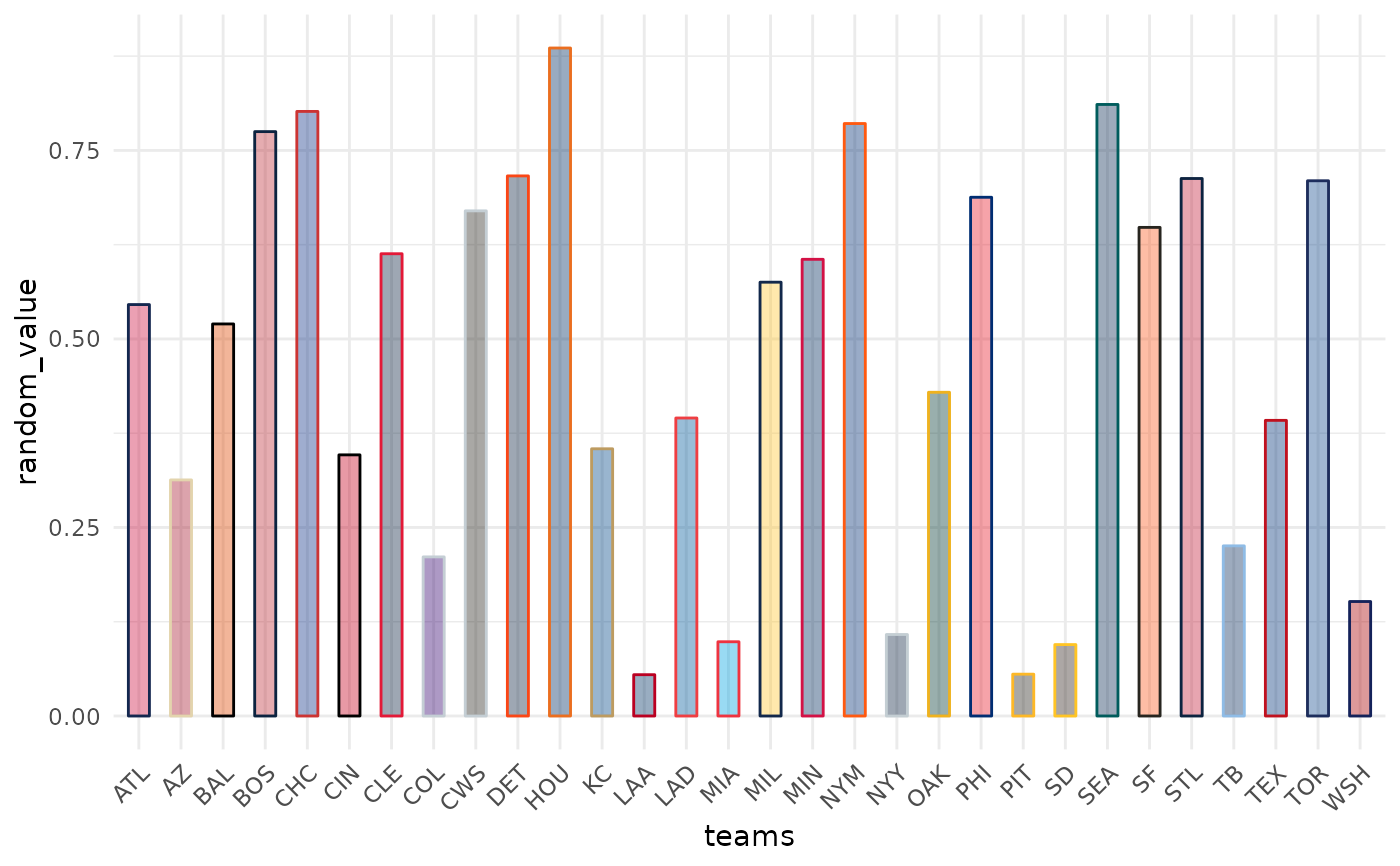 random_value
0.75
0.50
0.25
0.00
ATL AZ BAL BOS CHC CIN CLE COL CWS DET HOU KC LAA LAD MIA MIL MIN NYM NYY OAK PHI PIT SD SEA SF STL TB TEX TOR WSH
teams